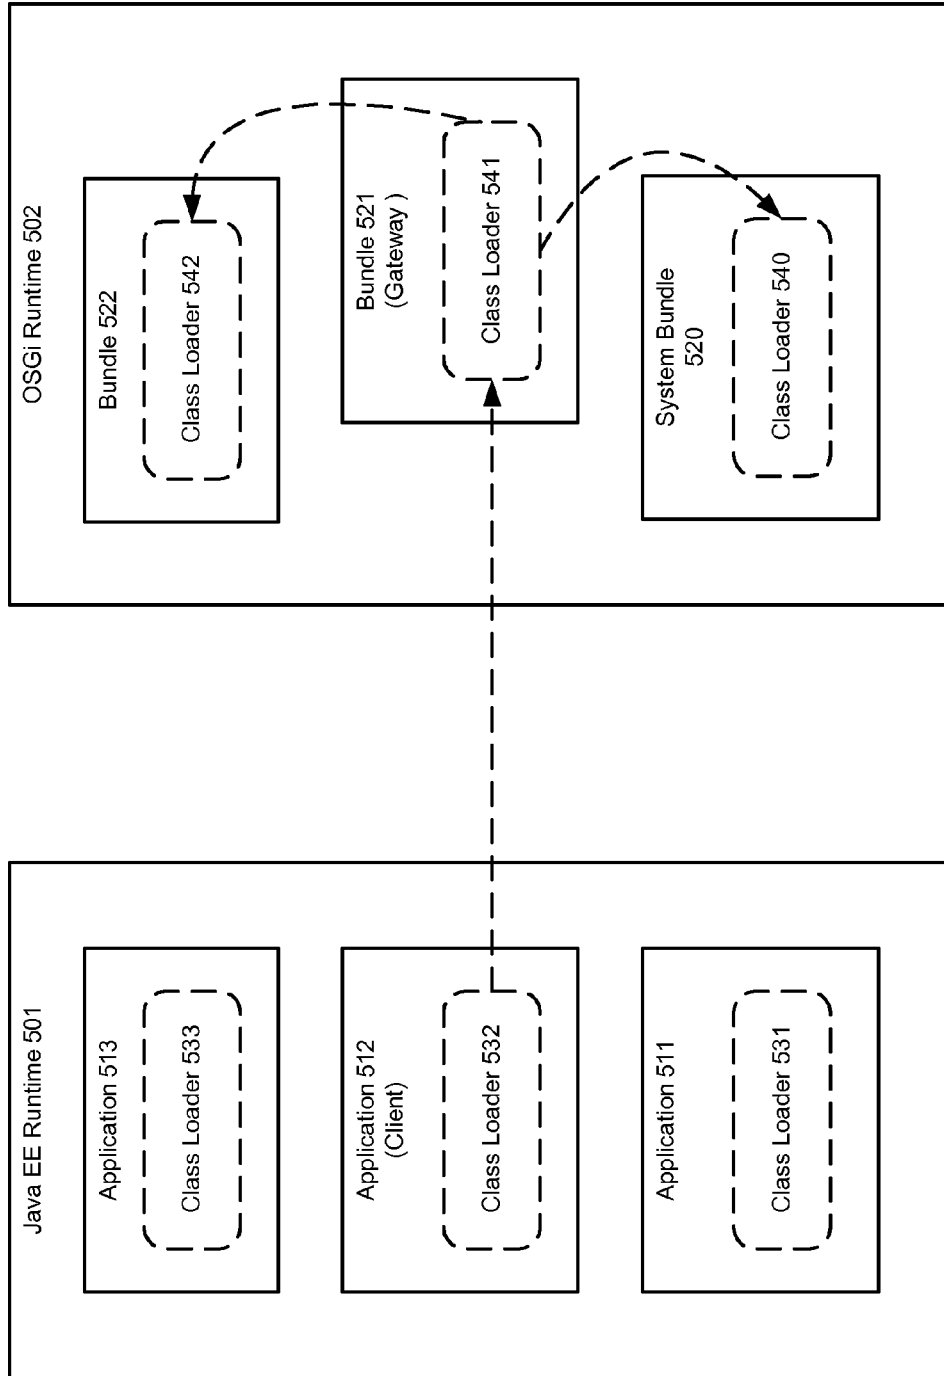 Java EE Runtime 501
Application 513
Class Loader 533
Application 512
(Client)
Class Loader 532
Application 511
Class Loader 531
OSGi Runtime 502
Bundle 522
Class Loader 542
Bundle 521
(Gateway )
Class Loader 541
System Bundle
520
Class Loader 540